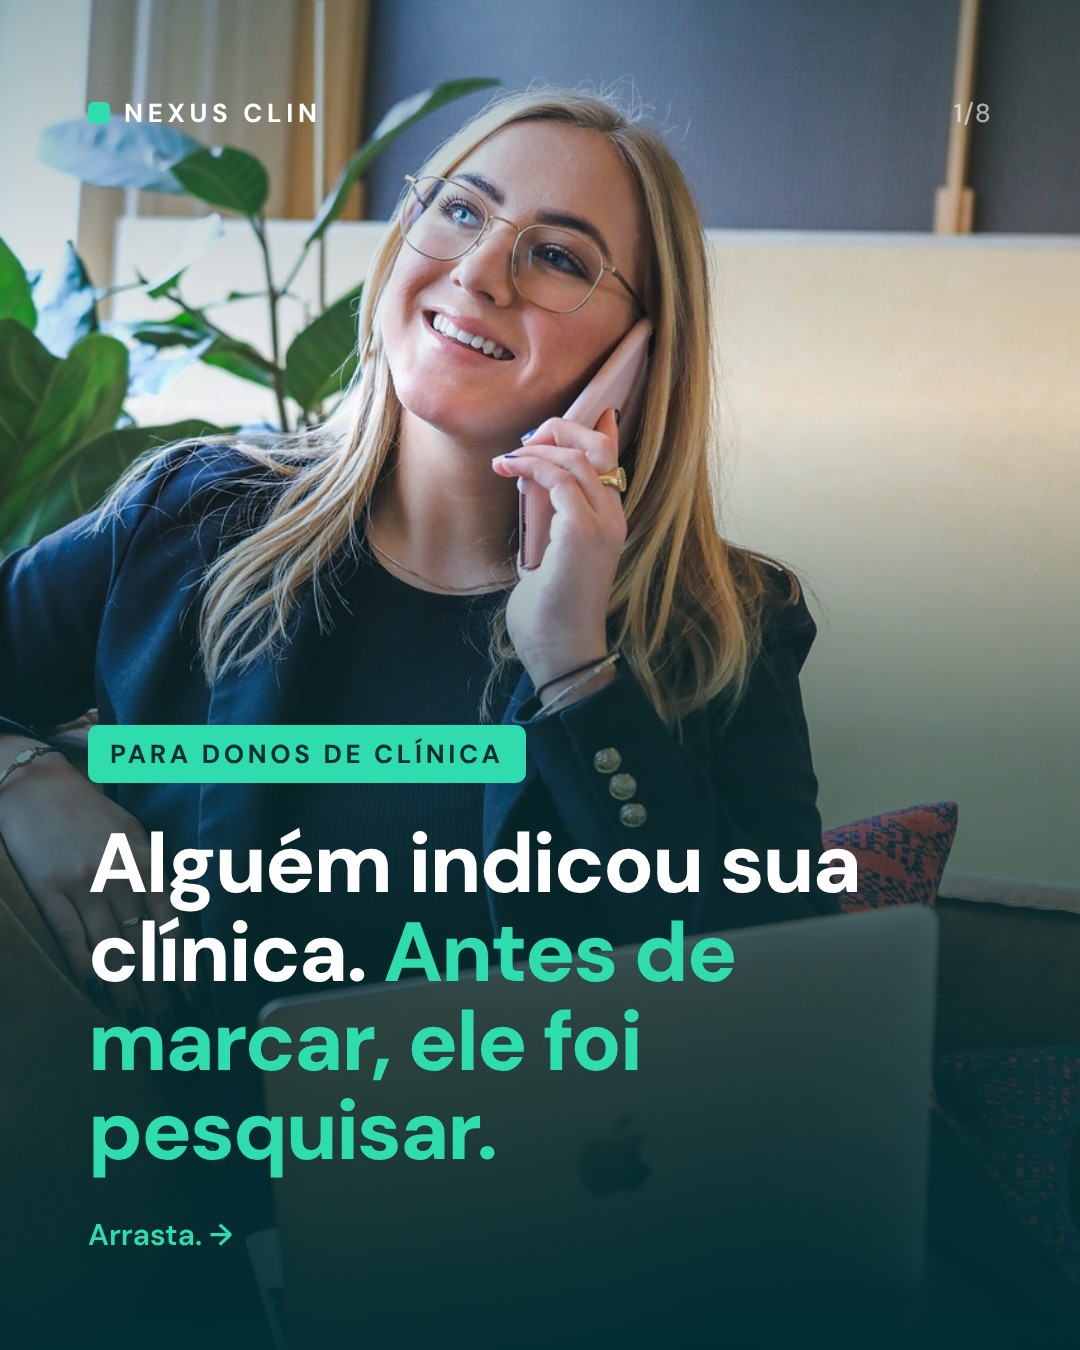 NEXUS CLIN
1/8
PARA DONOS DE CLÍNICA
Alguém indicou sua
clínica. Antes de
marcar, ele foi
pesquisar.
Arrasta. →